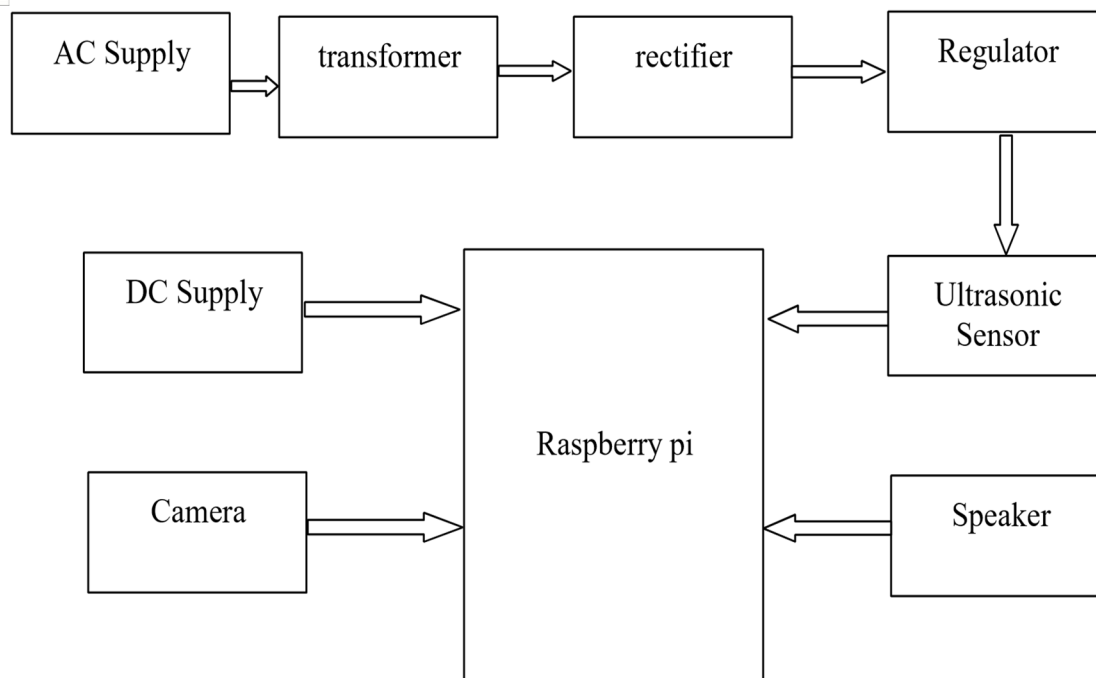 AC Supply
transformer
rectifier
Regulator
DC Supply
Ultrasonic
Sensor
Raspberry pi
Camera
Speaker